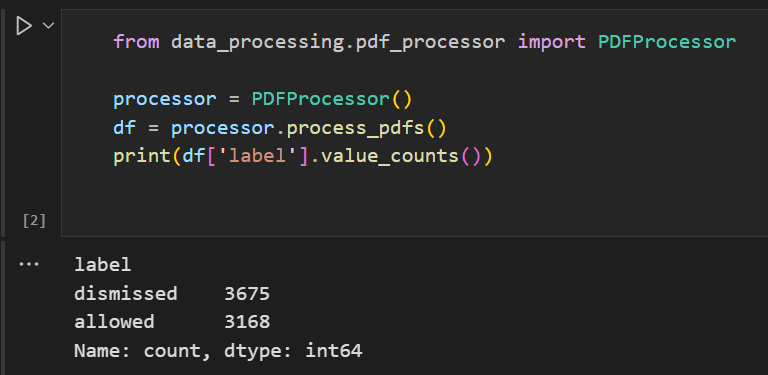 from data_processing.pdf_processor import PDFProcessor
processor = PDFProcessor()
df = processor.process_pdfs()
print(df['label'].value_counts())
[2]
label
dismissed    3675
allowed      3168
Name: count, dtype: int64